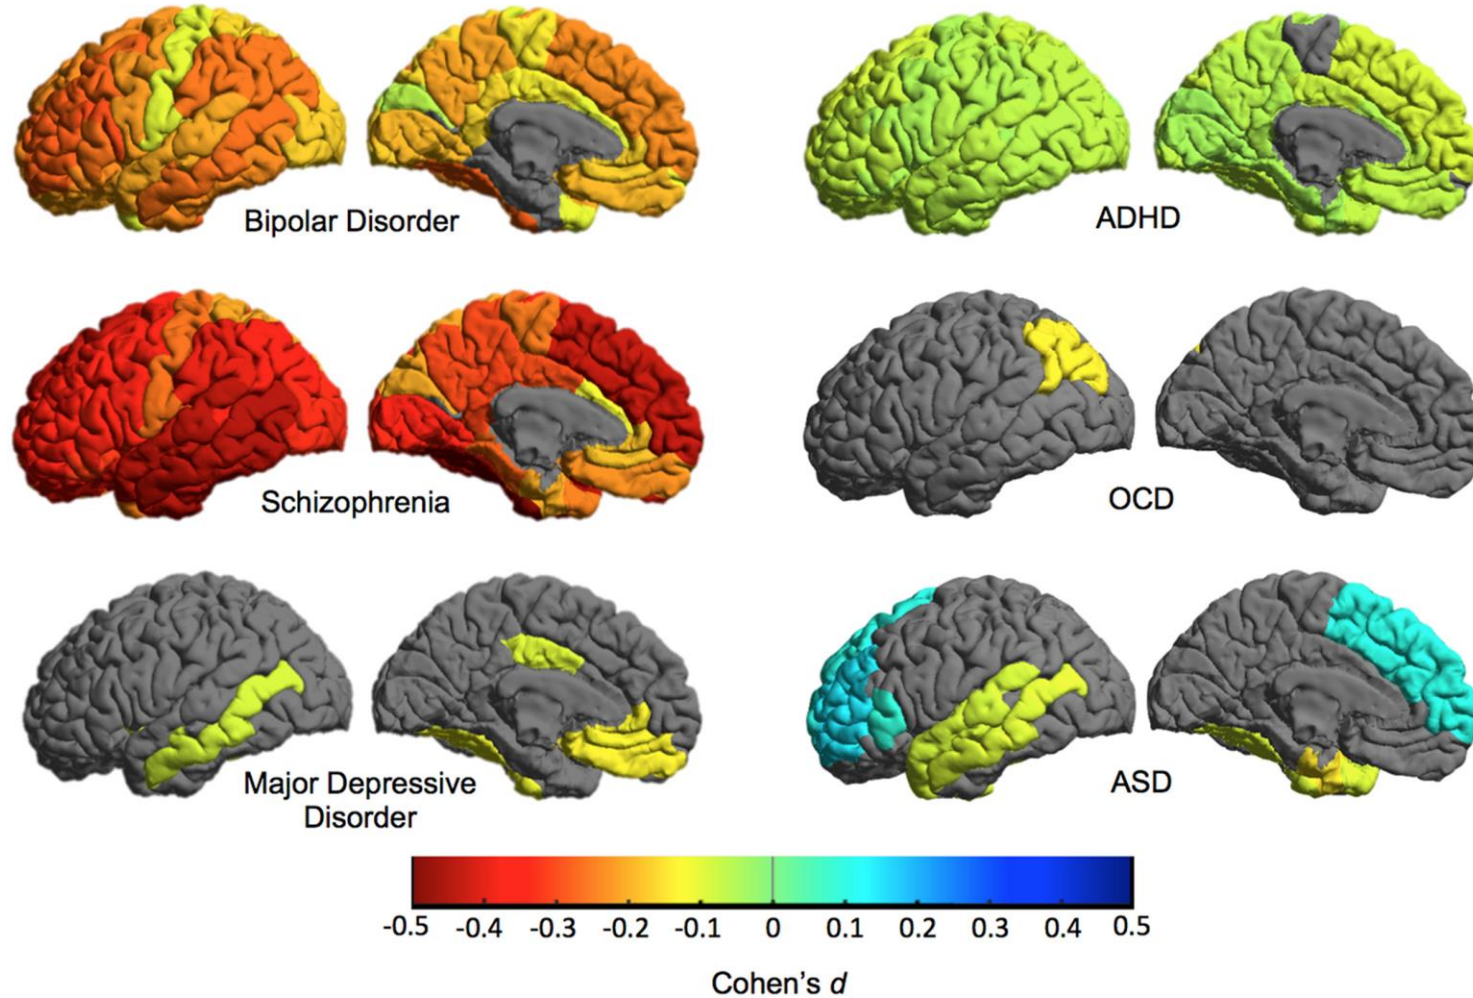 Bipolar Disorder
ADHD
Schizophrenia
OCD
Major Depressive
Disorder
ASD
-0.5 -0.4 -0.3 -0.2 -0.1 0 0.1 0.2 0.3 0.4 0.5
Cohen's d